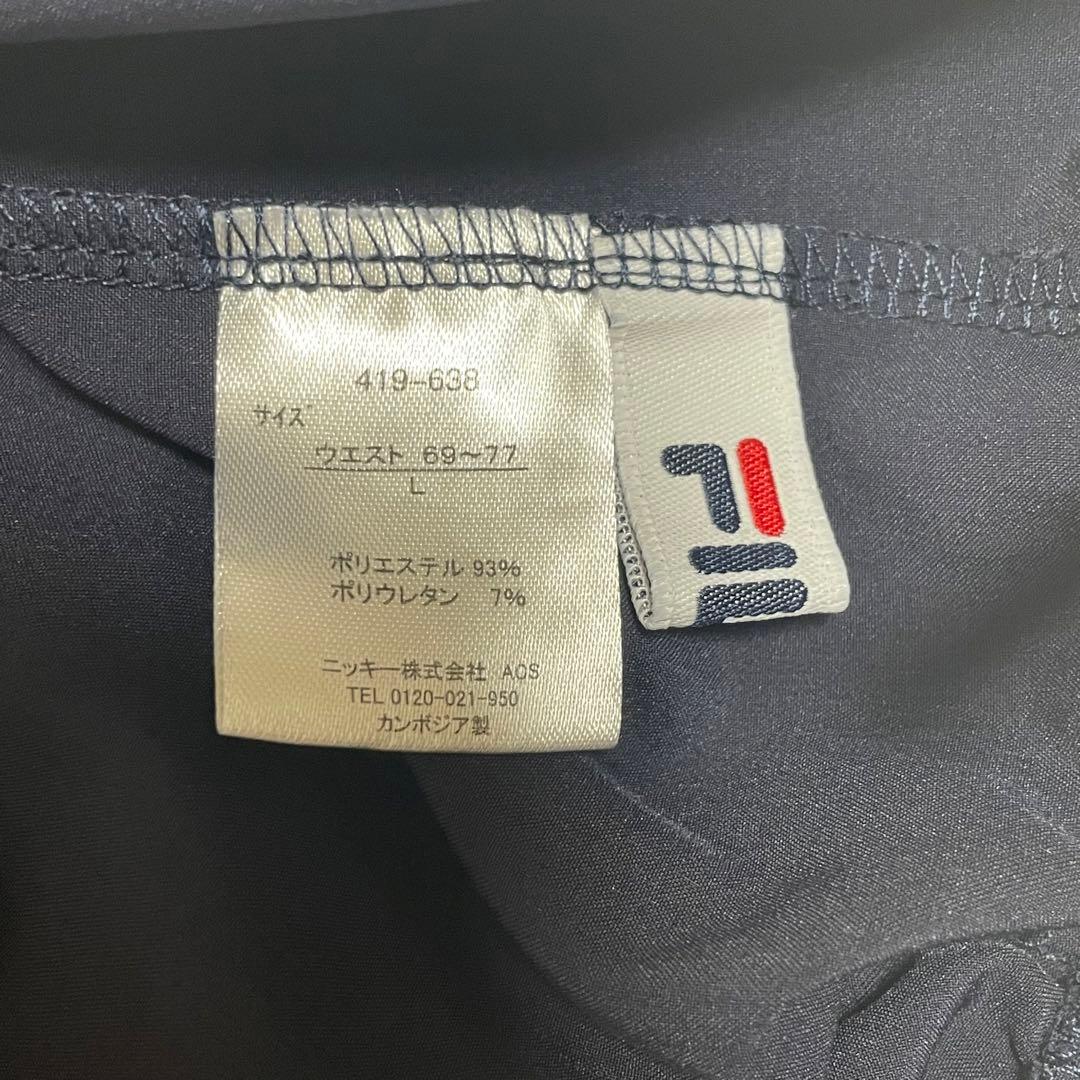 419-638
サイズ
ウエスト 69～77
L
ポリエステル 93%
ポリウレタン 7%
ニッキー株式会社 AOS
TEL 0120-021-950
カンボジア製
FI